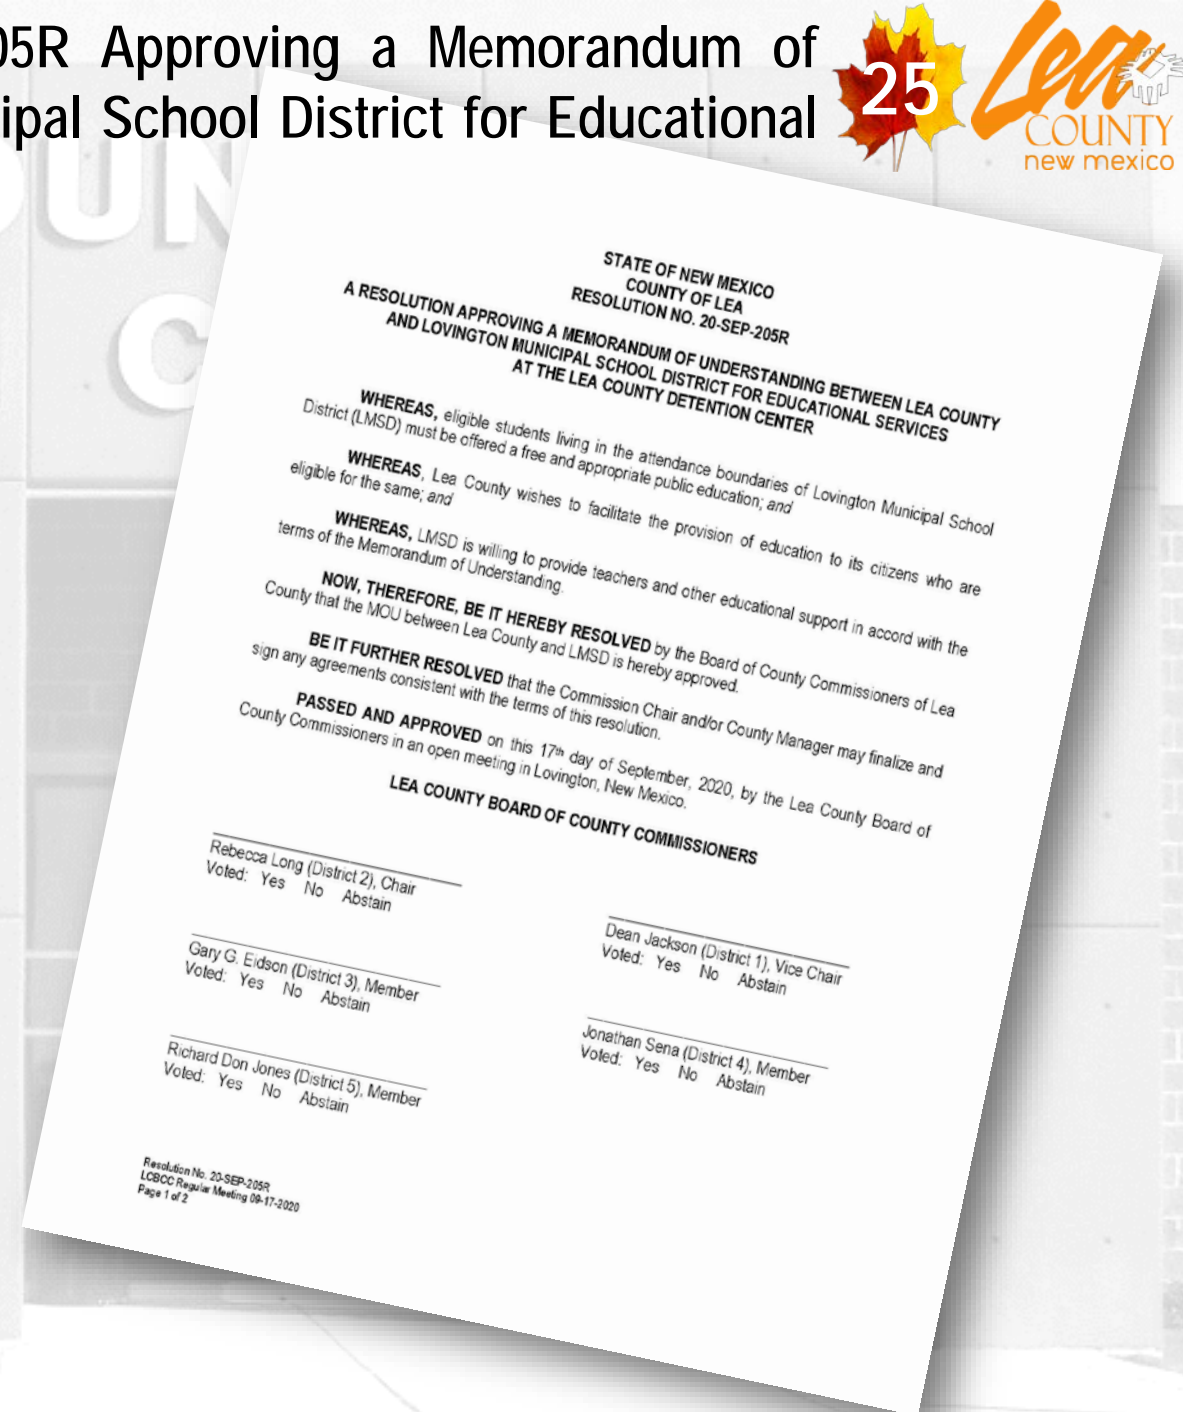 05R Approving a Memorandum of
ipal School District for Educational
25
Lea
COUNTY
new mexico
OUN
C
STATE OF NEW MEXICO
COUNTY OF LEA
RESOLUTION NO. 20-SEP-205R
A RESOLUTION APPROVING A MEMORANDUM OF UNDERSTANDING BETWEEN LEA COUNTY
AND LOVINGTON MUNICIPAL SCHOOL DISTRICT FOR EDUCATIONAL SERVICES
AT THE LEA COUNTY DETENTION CENTER
WHEREAS, eligible students living in the attendance boundaries of Lovington Municipal School
District (LMSD) must be offered a free and appropriate public education; and
WHEREAS, Lea County wishes to facilitate the provision of education to its citizens who are
eligible for the same; and
WHEREAS, LMSD is willing to provide teachers and other educational support in accord with the
terms of the Memorandum of Understanding.
NOW, THEREFORE, BE IT HEREBY RESOLVED by the Board of County Commissioners of Lea
County that the MOU between Lea County and LMSD is hereby approved.
BE IT FURTHER RESOLVED that the Commission Chair and/or County Manager may finalize and
sign any agreements consistent with the terms of this resolution.
PASSED AND APPROVED on this 17th day of September, 2020, by the Lea County Board of
County Commissioners in an open meeting in Lovington, New Mexico.
LEA COUNTY BOARD OF COUNTY COMMISSIONERS
Rebecca Long (District 2), Chair
Voted: Yes No Abstain
Dean Jackson (District 1), Vice Chair
Voted: Yes No Abstain
Gary G. Eidson (District 3), Member
Voted: Yes No Abstain
Jonathan Sena (District 4), Member
Voted: Yes No Abstain
Richard Don Jones (District 5), Member
Voted: Yes No Abstain
Resolution No. 20-SEP-205R
LCBCC Regular Meeting 09-17-2020
Page 1 of 2